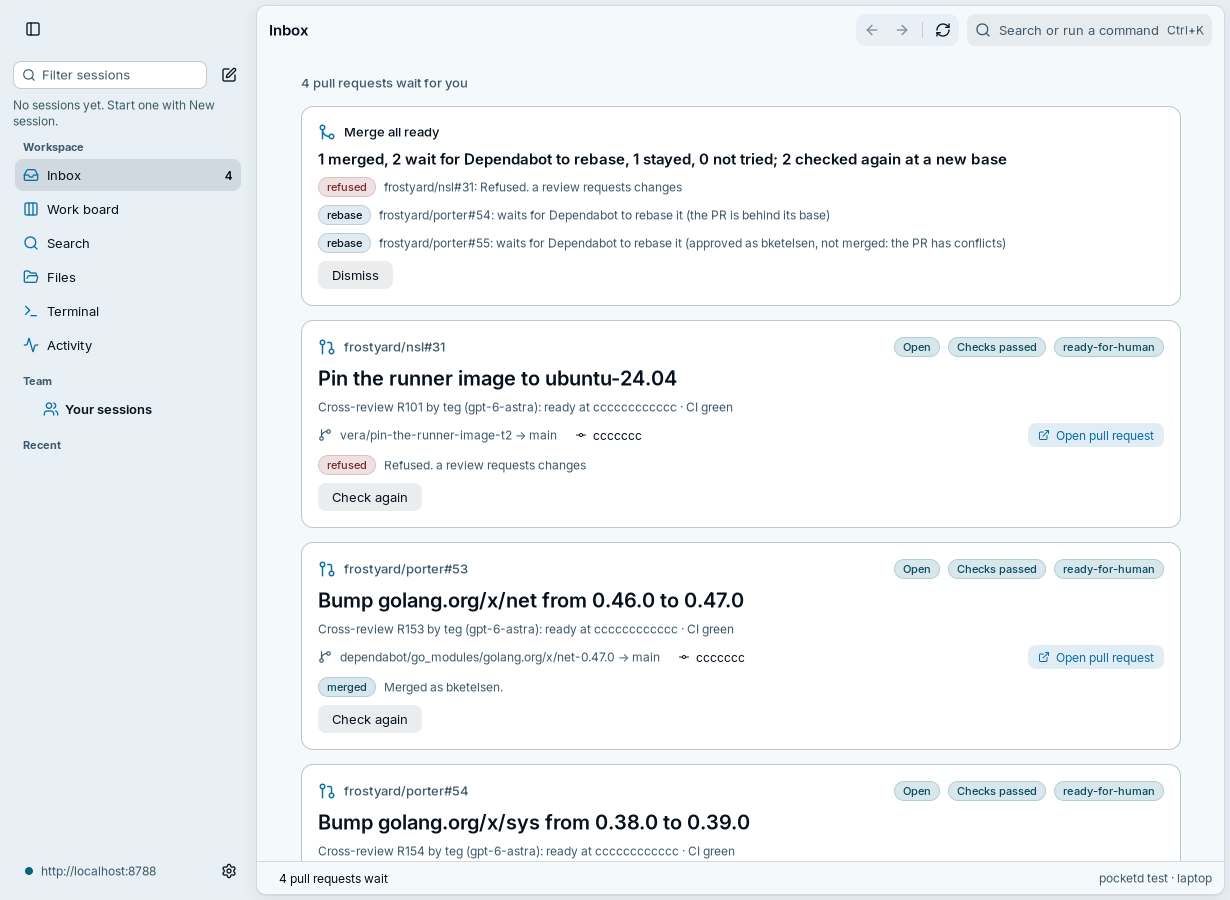 Inbox
Search or run a command Ctrl+K
Filter sessions
No sessions yet. Start one with New
session.
Workspace
Inbox 4
Work board
Search
Files
Terminal
Activity
Team
Your sessions
Recent
http://localhost:8788
4 pull requests wait for you
Merge all ready
1 merged, 2 wait for Dependabot to rebase, 1 stayed, 0 not tried; 2 checked again at a new base
refused frostyard/nsl#31: Refused. a review requests changes
rebase frostyard/porter#54: waits for Dependabot to rebase it (the PR is behind its base)
rebase frostyard/porter#55: waits for Dependabot to rebase it (approved as bketelsen, not merged: the PR has conflicts)
Dismiss
frostyard/nsl#31 Open Checks passed ready-for-human
Pin the runner image to ubuntu-24.04
Cross-review R101 by teg (gpt-6-astra): ready at cccccccccccc · CI green
vera/pin-the-runner-image-t2 → main ccccccc Open pull request
refused Refused. a review requests changes
Check again
frostyard/porter#53 Open Checks passed ready-for-human
Bump golang.org/x/net from 0.46.0 to 0.47.0
Cross-review R153 by teg (gpt-6-astra): ready at cccccccccccc · CI green
dependabot/go_modules/golang.org/x/net-0.47.0 → main ccccccc Open pull request
merged Merged as bketelsen.
Check again
frostyard/porter#54 Open Checks passed ready-for-human
Bump golang.org/x/sys from 0.38.0 to 0.39.0
Cross-review R154 by teg (gpt-6-astra): ready at cccccccccccc · CI green
4 pull requests wait
pocketd test · laptop